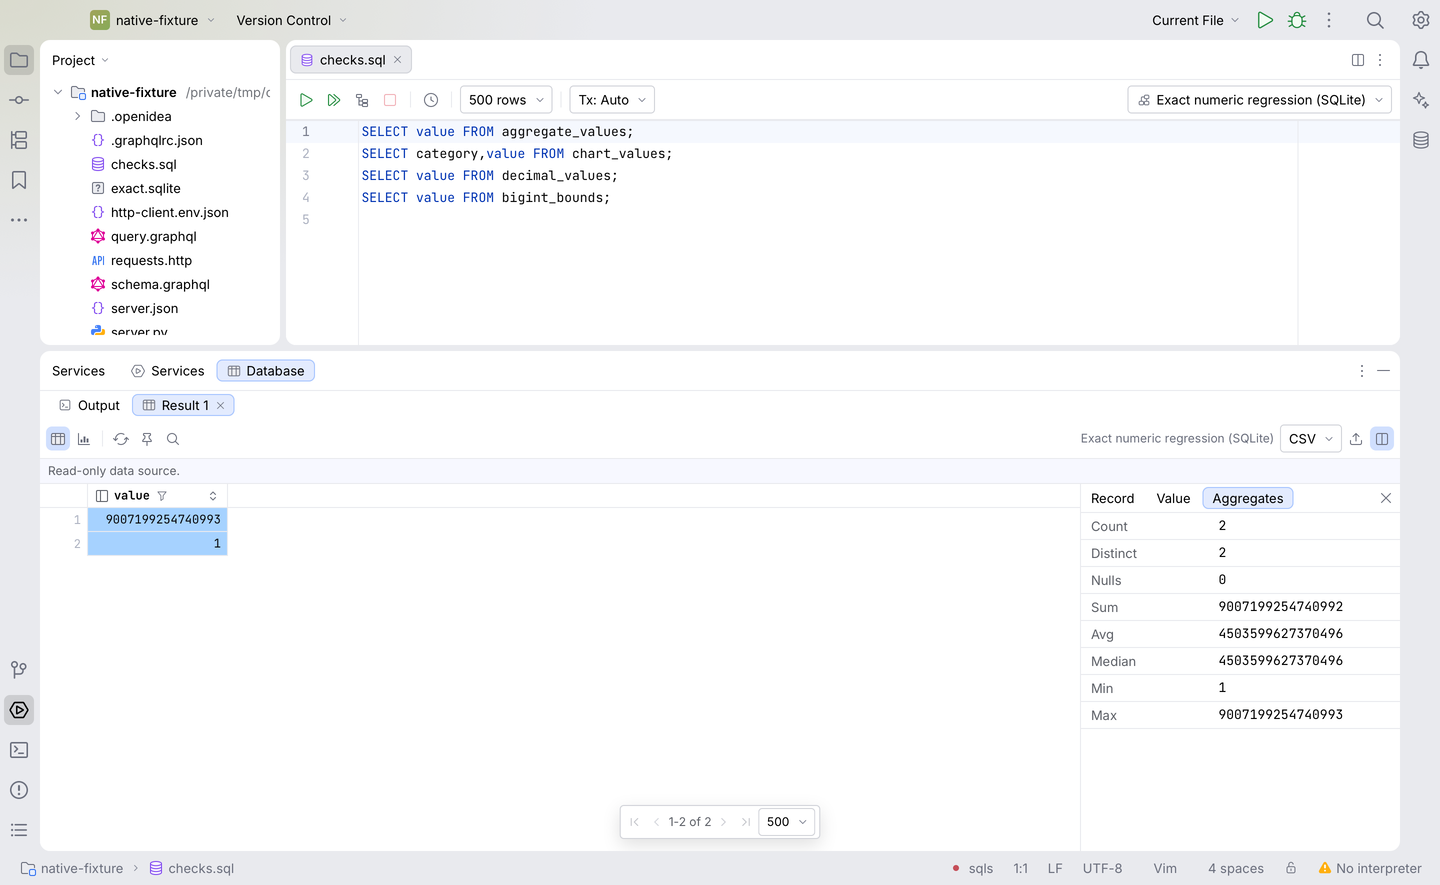 NF native-fixture Version Control Current File
Project
checks.sql
native-fixture /private/tmp/c
.openidea
.graphqlrc.json
checks.sql
exact.sqlite
http-client.env.json
query.graphql
API requests.http
schema.graphql
server.json
server.py
500 rows Tx: Auto Exact numeric regression (SQLite)
1 SELECT value FROM aggregate_values;
2 SELECT category,value FROM chart_values;
3 SELECT value FROM decimal_values;
4 SELECT value FROM bigint_bounds;
5
Services Services Database
Output Result 1
Exact numeric regression (SQLite) CSV
Read-only data source.
value
1 9007199254740993
2 1
Record Value Aggregates
Count 2
Distinct 2
Nulls 0
Sum 9007199254740992
Avg 4503599627370496
Median 4503599627370496
Min 1
Max 9007199254740993
1-2 of 2 500
native-fixture checks.sql sqls 1:1 LF UTF-8 Vim 4 spaces No interpreter